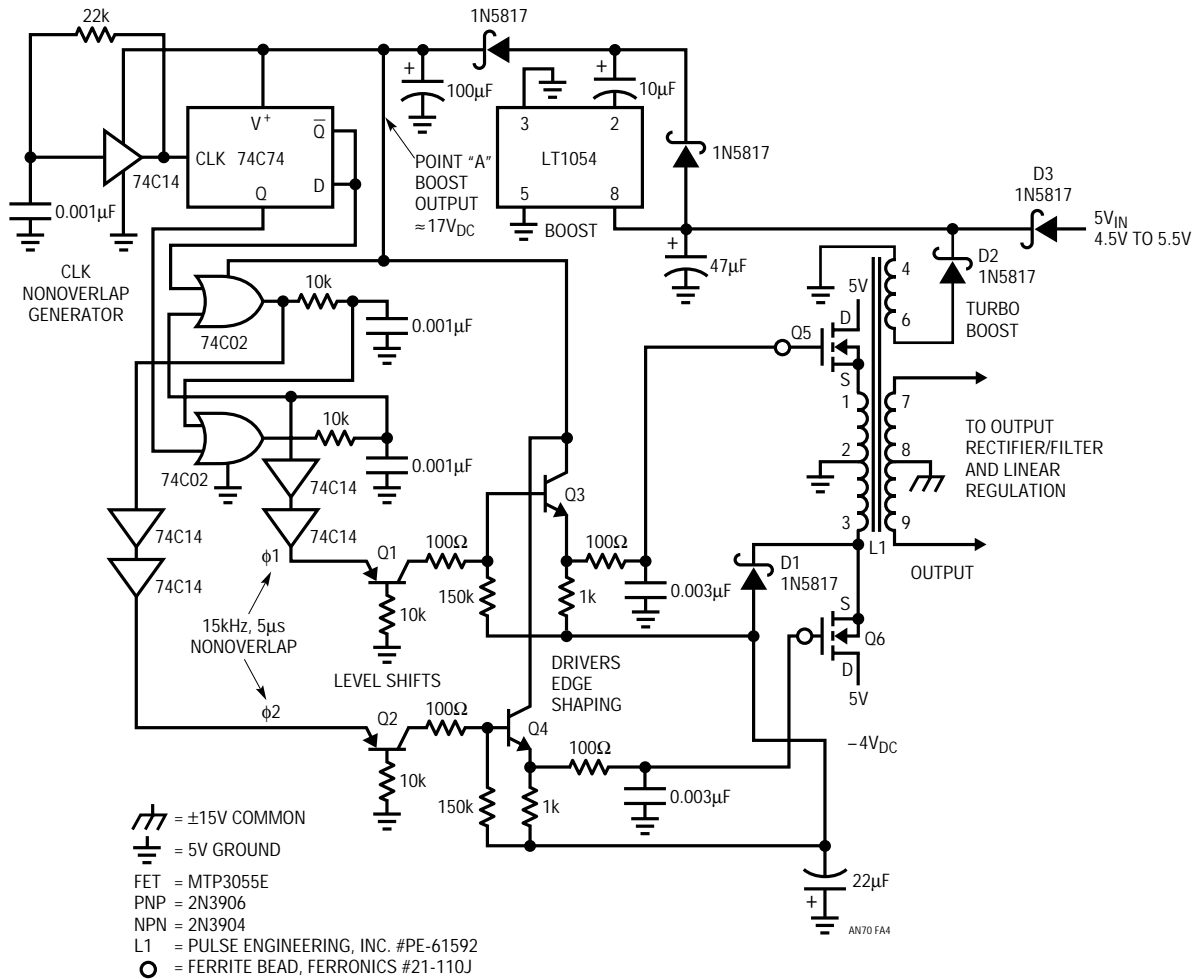 22k
1N5817
100µF
10µF
V+
Q
CLK 74C74
D
Q
74C14
0.001µF
CLK
NONOVERLAP
GENERATOR
POINT “A”
BOOST
OUTPUT
≈17VDC
3
2
LT1054
5
8
BOOST
1N5817
47µF
D3
1N5817
5VIN
4.5V TO 5.5V
D2
1N5817
TURBO
BOOST
4
6
5V
D
Q5
S
10k
0.001µF
74C02
10k
0.001µF
74C02
74C14
74C14
74C14
74C14
1
2
3
7
8
9
TO OUTPUT
RECTIFIER/FILTER
AND LINEAR
REGULATION
L1
OUTPUT
ϕ1
15kHz, 5µs
NONOVERLAP
ϕ2
Q1
10k
100Ω
150k
Q3
100Ω
1k
0.003µF
D1
1N5817
S
Q6
D
5V
LEVEL SHIFTS
DRIVERS
EDGE
SHAPING
Q2
10k
100Ω
150k
Q4
100Ω
1k
0.003µF
–4VDC
22µF
AN70 FA4
= ±15V COMMON
= 5V GROUND
FET = MTP3055E
PNP = 2N3906
NPN = 2N3904
L1 = PULSE ENGINEERING, INC. #PE-61592
= FERRITE BEAD, FERRONICS #21-110J